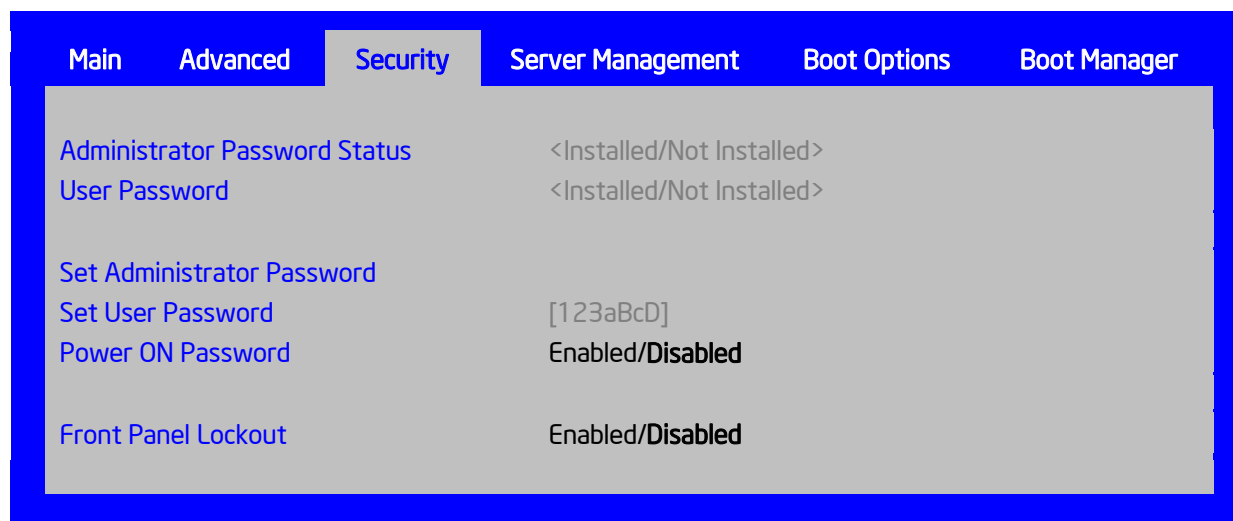 Main Advanced Security Server Management Boot Options Boot Manager
Administrator Password Status <Installed/Not Installed>
User Password <Installed/Not Installed>
Set Administrator Password
Set User Password [123aBcD]
Power ON Password Enabled/Disabled
Front Panel Lockout Enabled/Disabled